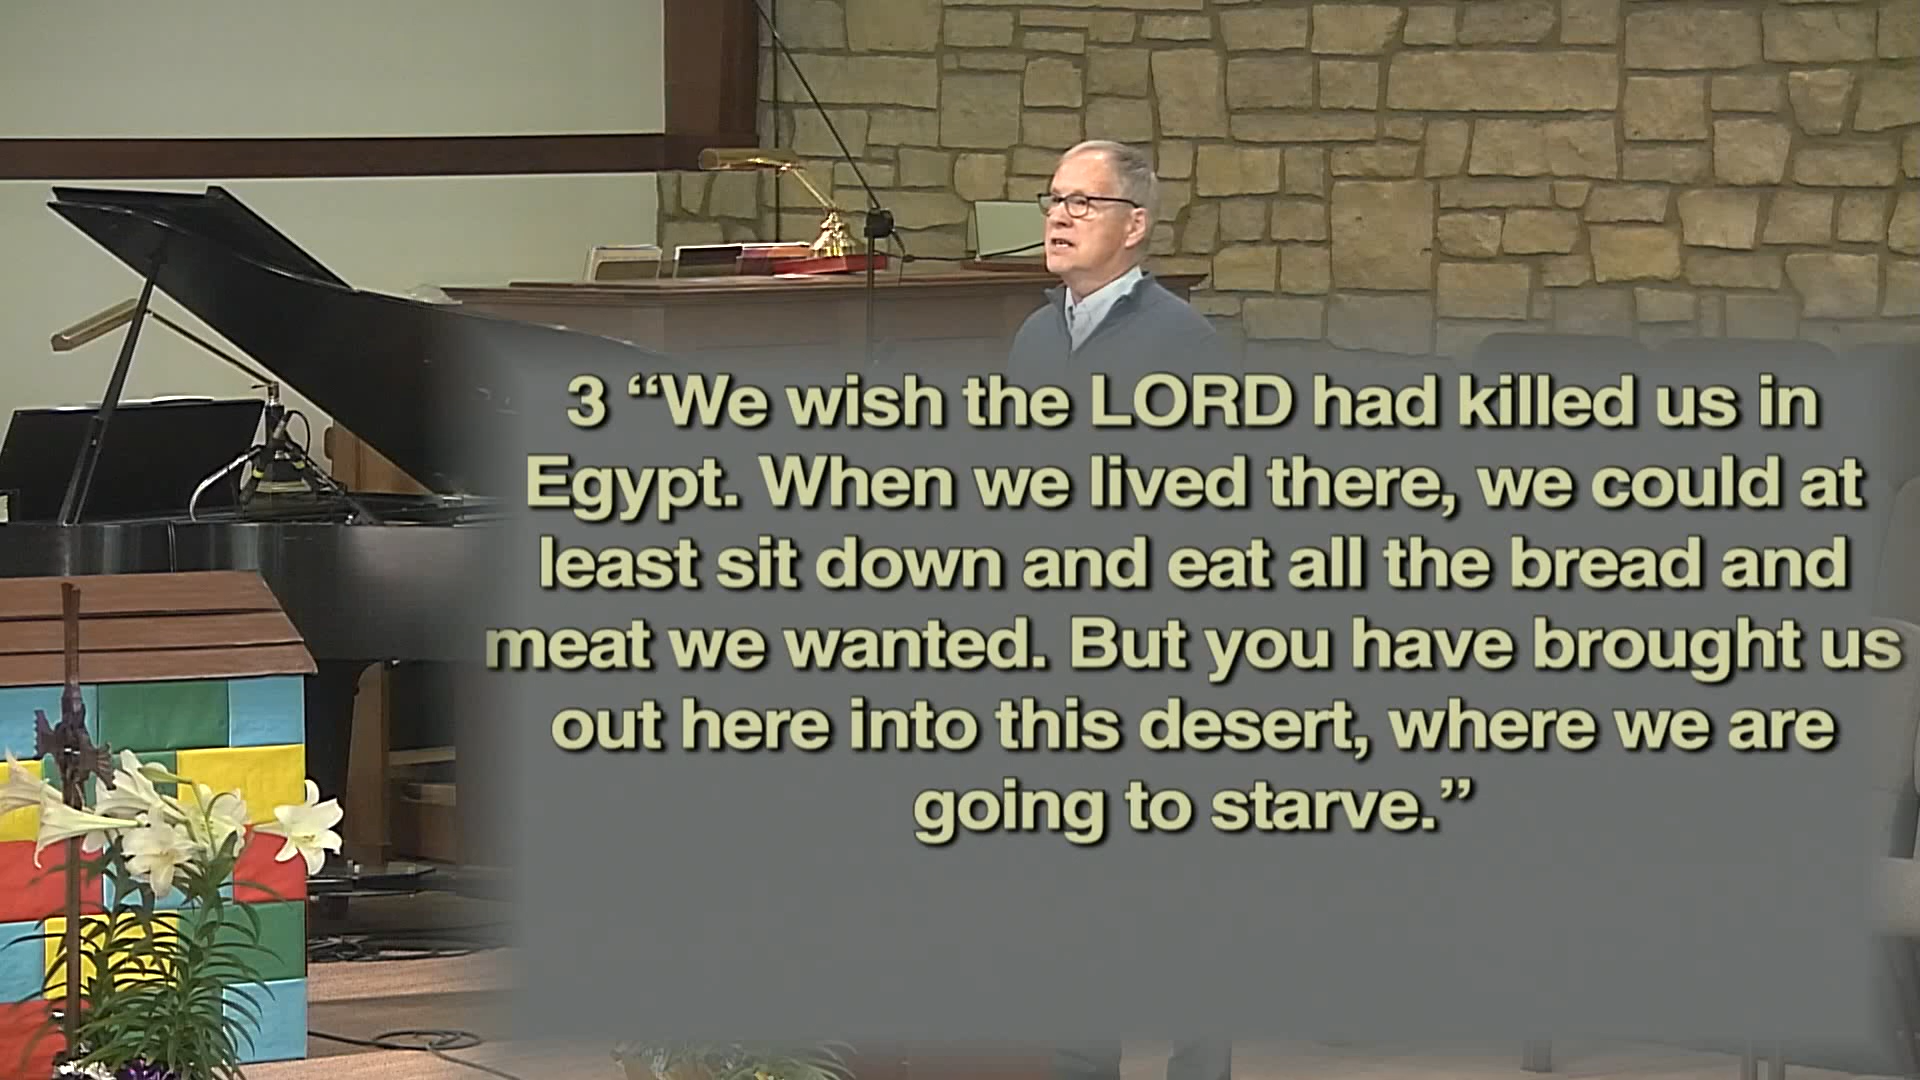 3 “We wish the LORD had killed us in
Egypt. When we lived there, we could at
least sit down and eat all the bread and
meat we wanted. But you have brought us
out here into this desert, where we are
going to starve.”